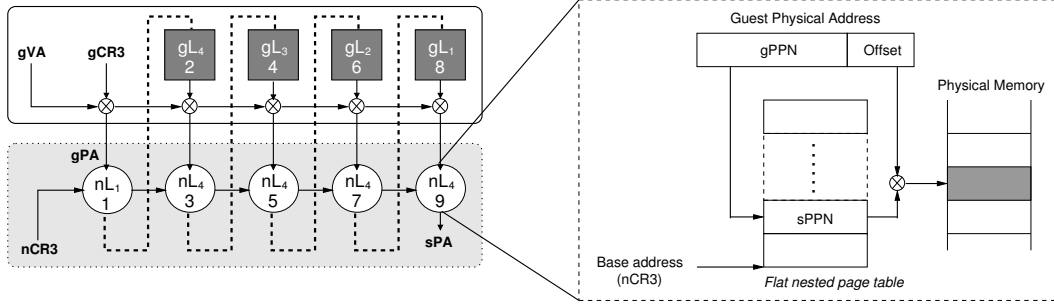 gVA
gCR3
gL4
2
gL3
4
gL2
6
gL1
8
gPA
nL1
1
nL4
3
nL4
5
nL4
7
nL4
9
nCR3
sPA
Guest Physical Address
gPPN
Offset
Physical Memory
sPPN
Base address
(nCR3)
Flat nested page table